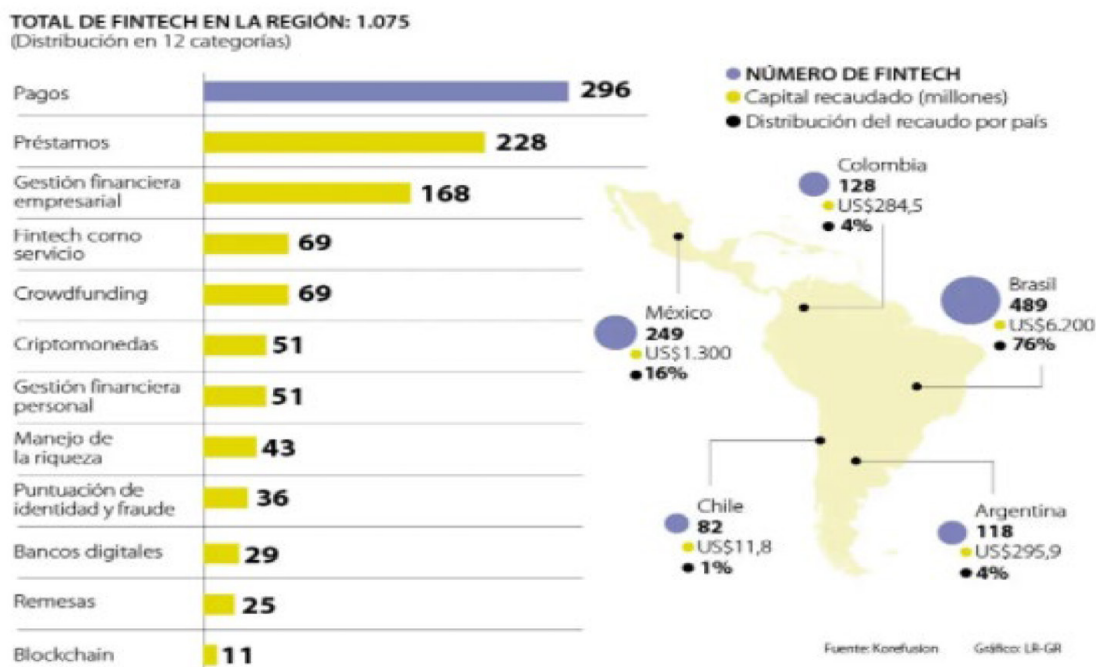 TOTAL DE FINTECH EN LA REGIÓN: 1.075
(Distribución en 12 categorías)
Pagos
296
Préstamos
228
Gestión financiera
empresarial
168
Fintech como
servicio
69
Crowdfunding
69
Criptomonedas
51
Gestión financiera
personal
51
Manejo de
la riqueza
43
Puntuación de
identidad y fraude
36
Bancos digitales
29
Remesas
25
Blockchain
11
NÚMERO DE FINTECH
Capital recaudado (millones)
Distribución del recaudo por país
Colombia
128
US$284,5
4%
Brasil
489
US$6.200
76%
México
249
US$1.300
16%
Chile
82
US$11,8
1%
Argentina
118
US$295,9
4%
Fuente: Korefusion
Gráfico: LR-GR